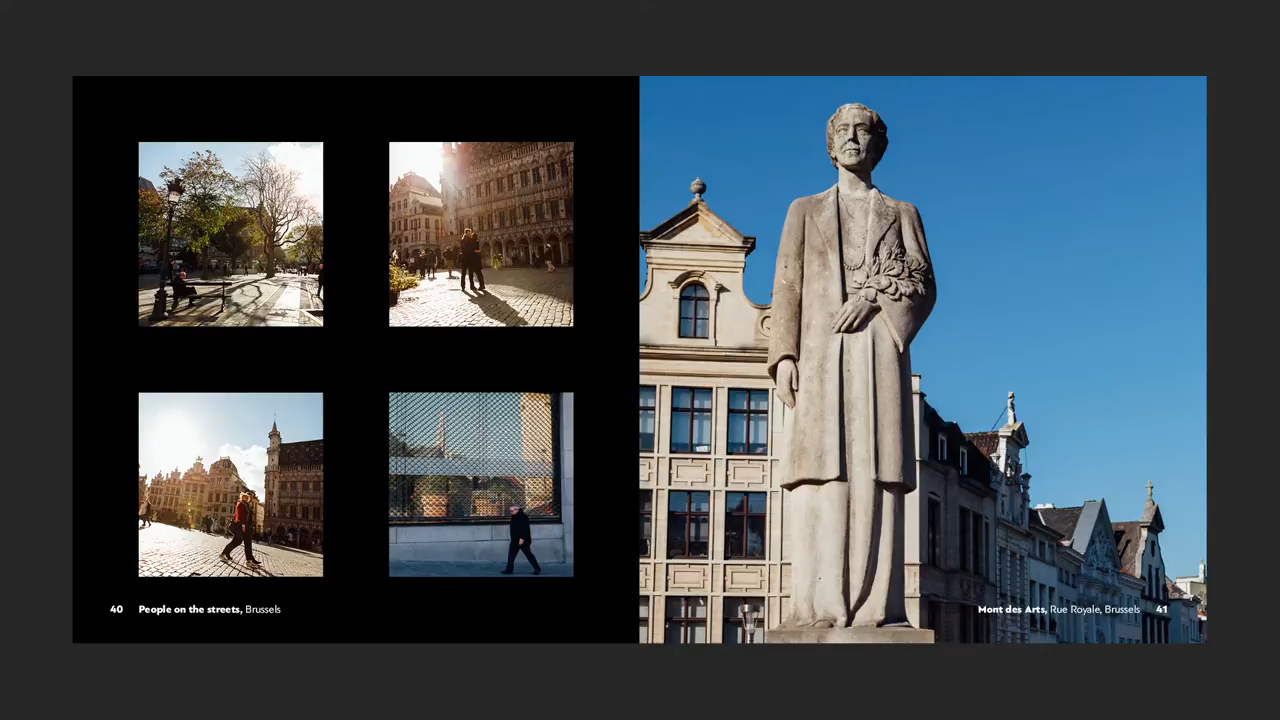 40 People on the streets, Brussels
Mont des Arts, Rue Royale, Brussels 41